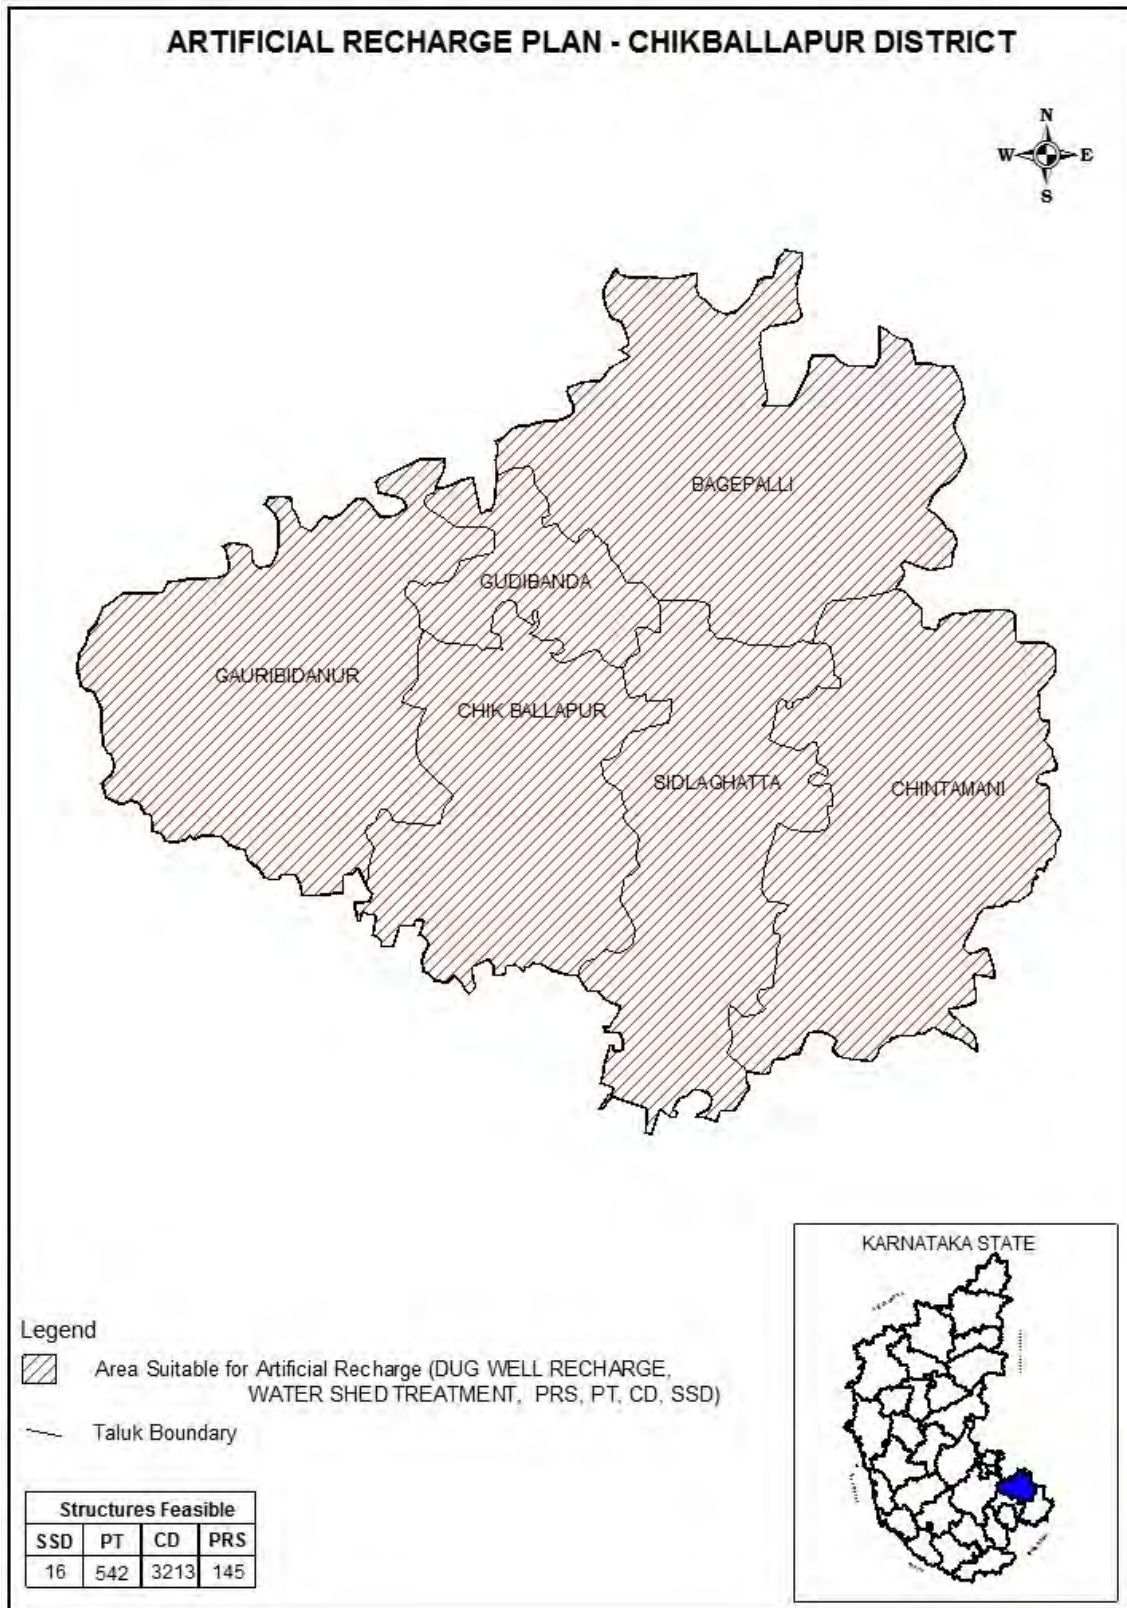 ARTIFICIAL RECHARGE PLAN - CHIKBALLAPUR DISTRICT
N
W E
S
BAGEPALLI
GUDIBANDA
GAURIBIDANUR
CHIK BALLAPUR
SIDLAGHATTA
CHINTAMANI
KARNATAKA STATE
Legend
Area Suitable for Artificial Recharge (DUG WELL RECHARGE,
WATER SHED TREATMENT, PRS, PT, CD, SSD)
Taluk Boundary
Structures Feasible
SSD PT CD PRS
16 542 3213 145